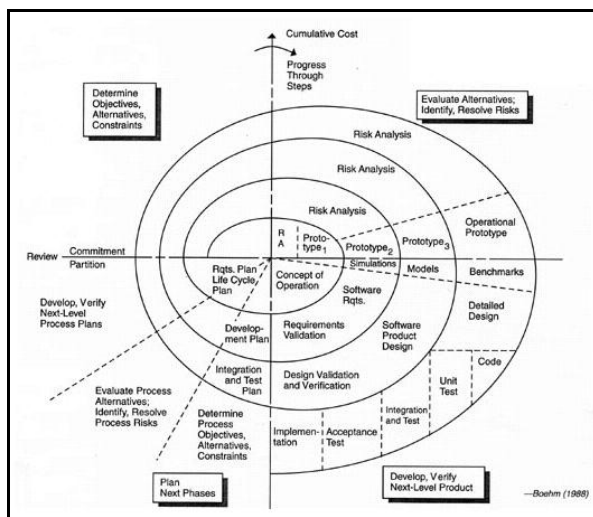 Cumulative Cost
Progress
Through
Steps
Determine
Objectives,
Alternatives,
Constraints
Evaluate Alternatives;
Identify, Resolve Risks
Risk Analysis
Risk Analysis
Risk Analysis
R
A
Proto-
type1
Prototype2
Prototype3
Operational
Prototype
Review
Commitment
Partition
Simulations
Models
Benchmarks
Rqts. Plan
Life Cycle
Plan
Concept of
Operation
Software
Rqts.
Detailed
Design
Develop, Verify
Next-Level
Process Plans
Develop-
ment Plan
Requirements
Validation
Software
Product
Design
Code
Unit
Test
Integration
and Test
Plan
Design Validation
and Verification
Evaluate Process
Alternatives;
Identify, Resolve
Process Risks
Determine
Process
Objectives,
Alternatives,
Constraints
Implemen-
tation
Acceptance
Test
Integration
and Test
Plan
Next Phases
Develop, Verify
Next-Level Product
—Boehm (1988)